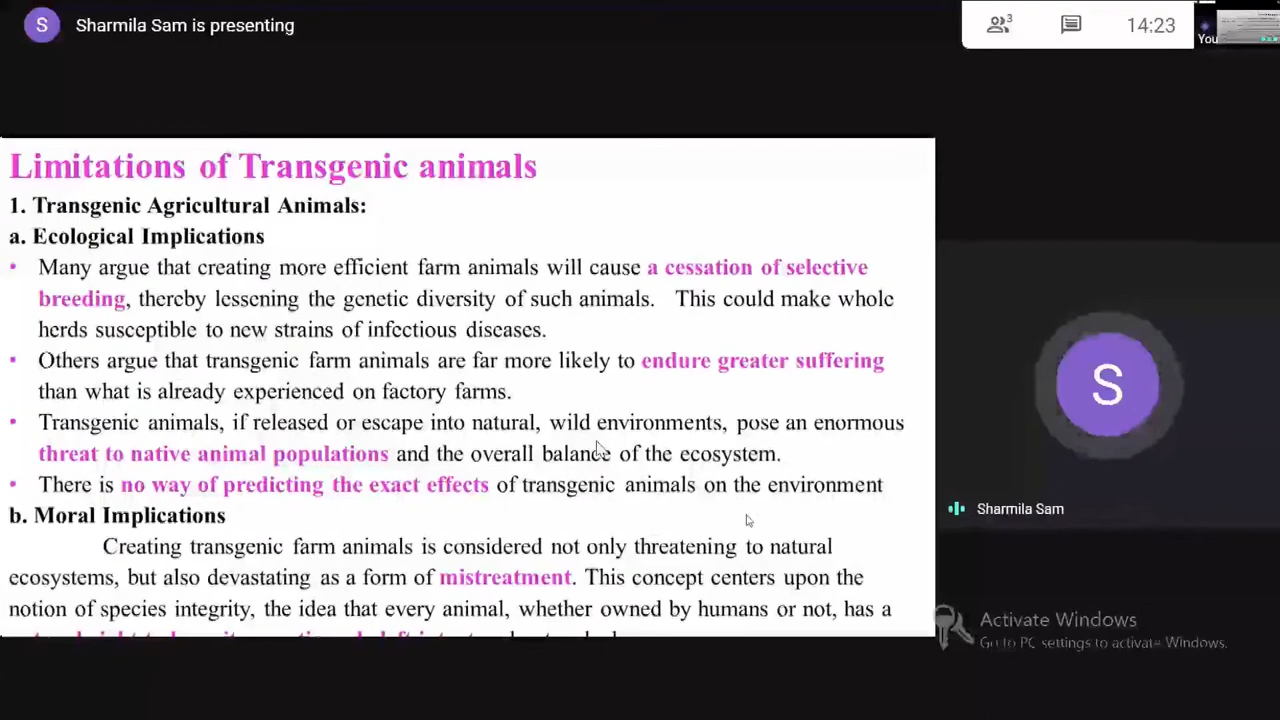 S
Sharmila Sam is presenting
3
14:23
You
Limitations of Transgenic animals
1. Transgenic Agricultural Animals:
a. Ecological Implications
• Many argue that creating more efficient farm animals will cause a cessation of selective
breeding, thereby lessening the genetic diversity of such animals. This could make whole
herds susceptible to new strains of infectious diseases.
• Others argue that transgenic farm animals are far more likely to endure greater suffering
than what is already experienced on factory farms.
• Transgenic animals, if released or escape into natural, wild environments, pose an enormous
threat to native animal populations and the overall balance of the ecosystem.
• There is no way of predicting the exact effects of transgenic animals on the environment
b. Moral Implications
Creating transgenic farm animals is considered not only threatening to natural
ecosystems, but also devastating as a form of mistreatment. This concept centers upon the
notion of species integrity, the idea that every animal, whether owned by humans or not, has a
S
Sharmila Sam
Activate Windows
Go to PC settings to activate Windows.